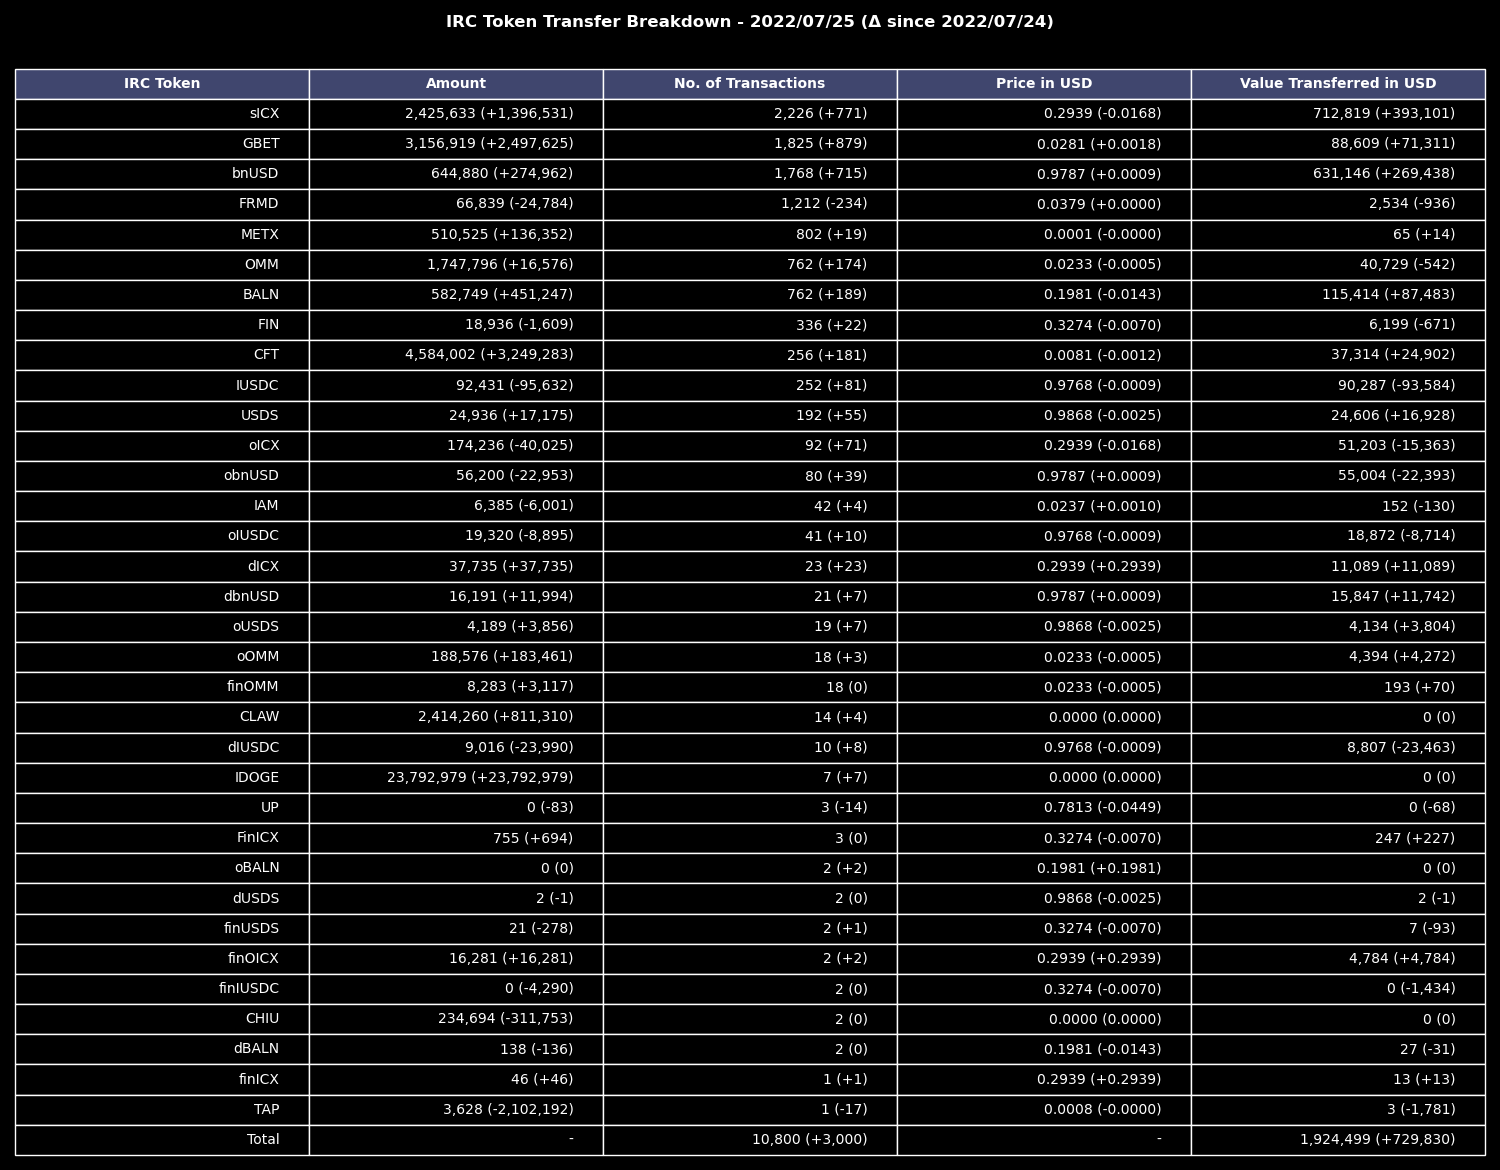 IRC Token Transfer Breakdown - 2022/07/25 (Δ since 2022/07/24)
IRC Token Amount No. of Transactions Price in USD Value Transferred in USD
sICX 2,425,633 (+1,396,531) 2,226 (+771) 0.2939 (-0.0168) 712,819 (+393,101)
GBET 3,156,919 (+2,497,625) 1,825 (+879) 0.0281 (+0.0018) 88,609 (+71,311)
bnUSD 644,880 (+274,962) 1,768 (+715) 0.9787 (+0.0009) 631,146 (+269,438)
FRMD 66,839 (-24,784) 1,212 (-234) 0.0379 (+0.0000) 2,534 (-936)
METX 510,525 (+136,352) 802 (+19) 0.0001 (-0.0000) 65 (+14)
OMM 1,747,796 (+16,576) 762 (+174) 0.0233 (-0.0005) 40,729 (-542)
BALN 582,749 (+451,247) 762 (+189) 0.1981 (-0.0143) 115,414 (+87,483)
FIN 18,936 (-1,609) 336 (+22) 0.3274 (-0.0070) 6,199 (-671)
CFT 4,584,002 (+3,249,283) 256 (+181) 0.0081 (-0.0012) 37,314 (+24,902)
IUSDC 92,431 (-95,632) 252 (+81) 0.9768 (-0.0009) 90,287 (-93,584)
USDS 24,936 (+17,175) 192 (+55) 0.9868 (-0.0025) 24,606 (+16,928)
oICX 174,236 (-40,025) 92 (+71) 0.2939 (-0.0168) 51,203 (-15,363)
obnUSD 56,200 (-22,953) 80 (+39) 0.9787 (+0.0009) 55,004 (-22,393)
IAM 6,385 (-6,001) 42 (+4) 0.0237 (+0.0010) 152 (-130)
oIUSDC 19,320 (-8,895) 41 (+10) 0.9768 (-0.0009) 18,872 (-8,714)
dICX 37,735 (+37,735) 23 (+23) 0.2939 (+0.2939) 11,089 (+11,089)
dbnUSD 16,191 (+11,994) 21 (+7) 0.9787 (+0.0009) 15,847 (+11,742)
oUSDS 4,189 (+3,856) 19 (+7) 0.9868 (-0.0025) 4,134 (+3,804)
oOMM 188,576 (+183,461) 18 (+3) 0.0233 (-0.0005) 4,394 (+4,272)
finOMM 8,283 (+3,117) 18 (0) 0.0233 (-0.0005) 193 (+70)
CLAW 2,414,260 (+811,310) 14 (+4) 0.0000 (0.0000) 0 (0)
dIUSDC 9,016 (-23,990) 10 (+8) 0.9768 (-0.0009) 8,807 (-23,463)
IDOGE 23,792,979 (+23,792,979) 7 (+7) 0.0000 (0.0000) 0 (0)
UP 0 (-83) 3 (-14) 0.7813 (-0.0449) 0 (-68)
FinICX 755 (+694) 3 (0) 0.3274 (-0.0070) 247 (+227)
oBALN 0 (0) 2 (+2) 0.1981 (+0.1981) 0 (0)
dUSDS 2 (-1) 2 (0) 0.9868 (-0.0025) 2 (-1)
finUSDS 21 (-278) 2 (+1) 0.3274 (-0.0070) 7 (-93)
finOICX 16,281 (+16,281) 2 (+2) 0.2939 (+0.2939) 4,784 (+4,784)
finIUSDC 0 (-4,290) 2 (0) 0.3274 (-0.0070) 0 (-1,434)
CHIU 234,694 (-311,753) 2 (0) 0.0000 (0.0000) 0 (0)
dBALN 138 (-136) 2 (0) 0.1981 (-0.0143) 27 (-31)
finICX 46 (+46) 1 (+1) 0.2939 (+0.2939) 13 (+13)
TAP 3,628 (-2,102,192) 1 (-17) 0.0008 (-0.0000) 3 (-1,781)
Total - 10,800 (+3,000) - 1,924,499 (+729,830)